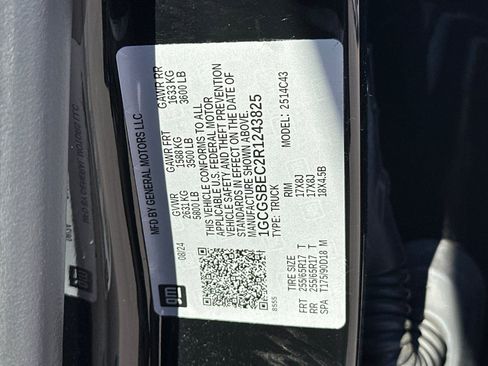 MFD BY GENERAL MOTORS LLC
08/24
GVWR
2631 KG
5800 LB
GAWR FRT
1588 KG
3500 LB
GAWR RR
1633 KG
3600 LB
THIS VEHICLE CONFORMS TO ALL
APPLICABLE U.S. FEDERAL MOTOR
VEHICLE SAFETY AND THEFT PREVENTION
STANDARDS IN EFFECT ON THE DATE OF
MANUFACTURE SHOWN ABOVE.
1GCGSBEC2R1243825
TYPE: TRUCK
MODEL: 2514C43
gm
8555
TIRE SIZE RIM
FRT 255/65R17 T 17X8J
RR 255/65R17 T 17X8J
SPA T175/90D18 M 18X4.5B